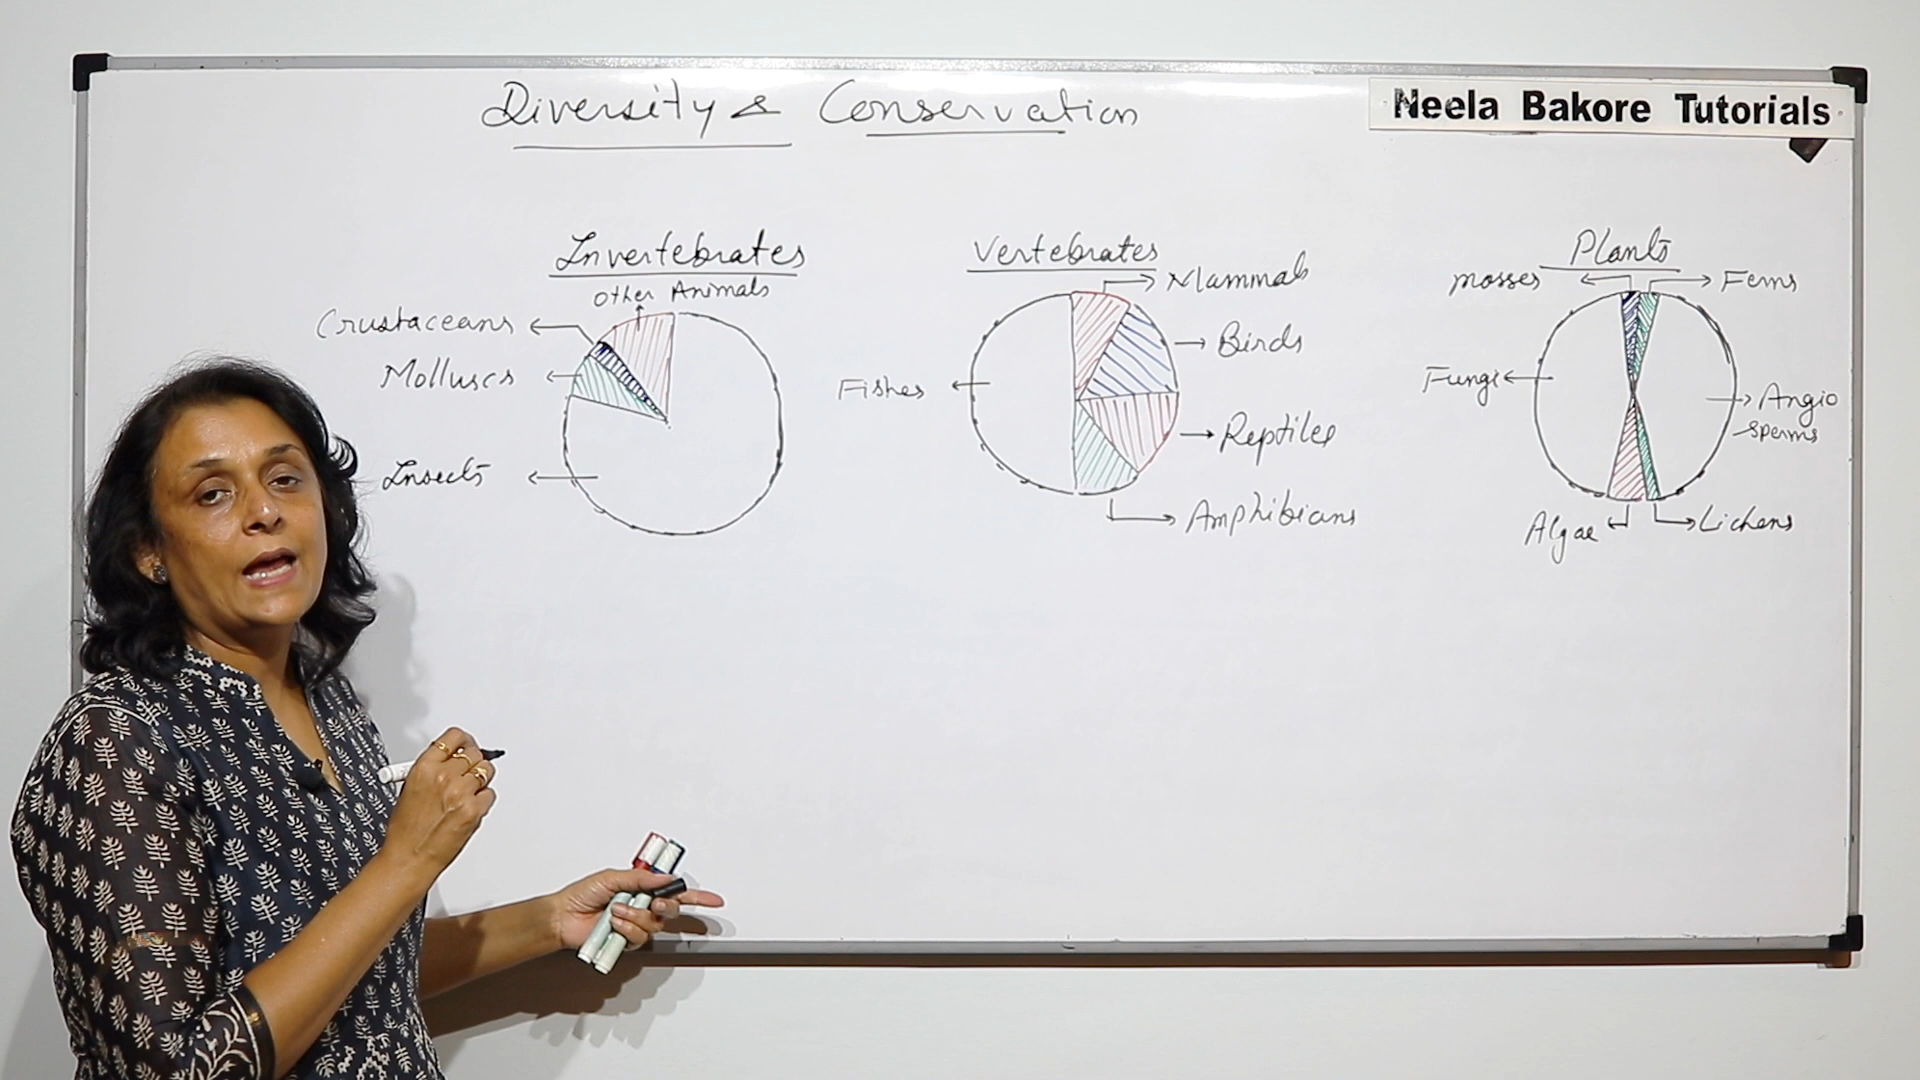 Diversity & Conservation
Neela Bakore Tutorials
Invertebrates
Other Animals
Crustaceans
Molluscs
Insects
Vertebrates
Mammals
Birds
Fishes
Reptiles
Amphibians
Plants
mosses
Ferns
Fungi
Angio
sperms
Algae
Lichens